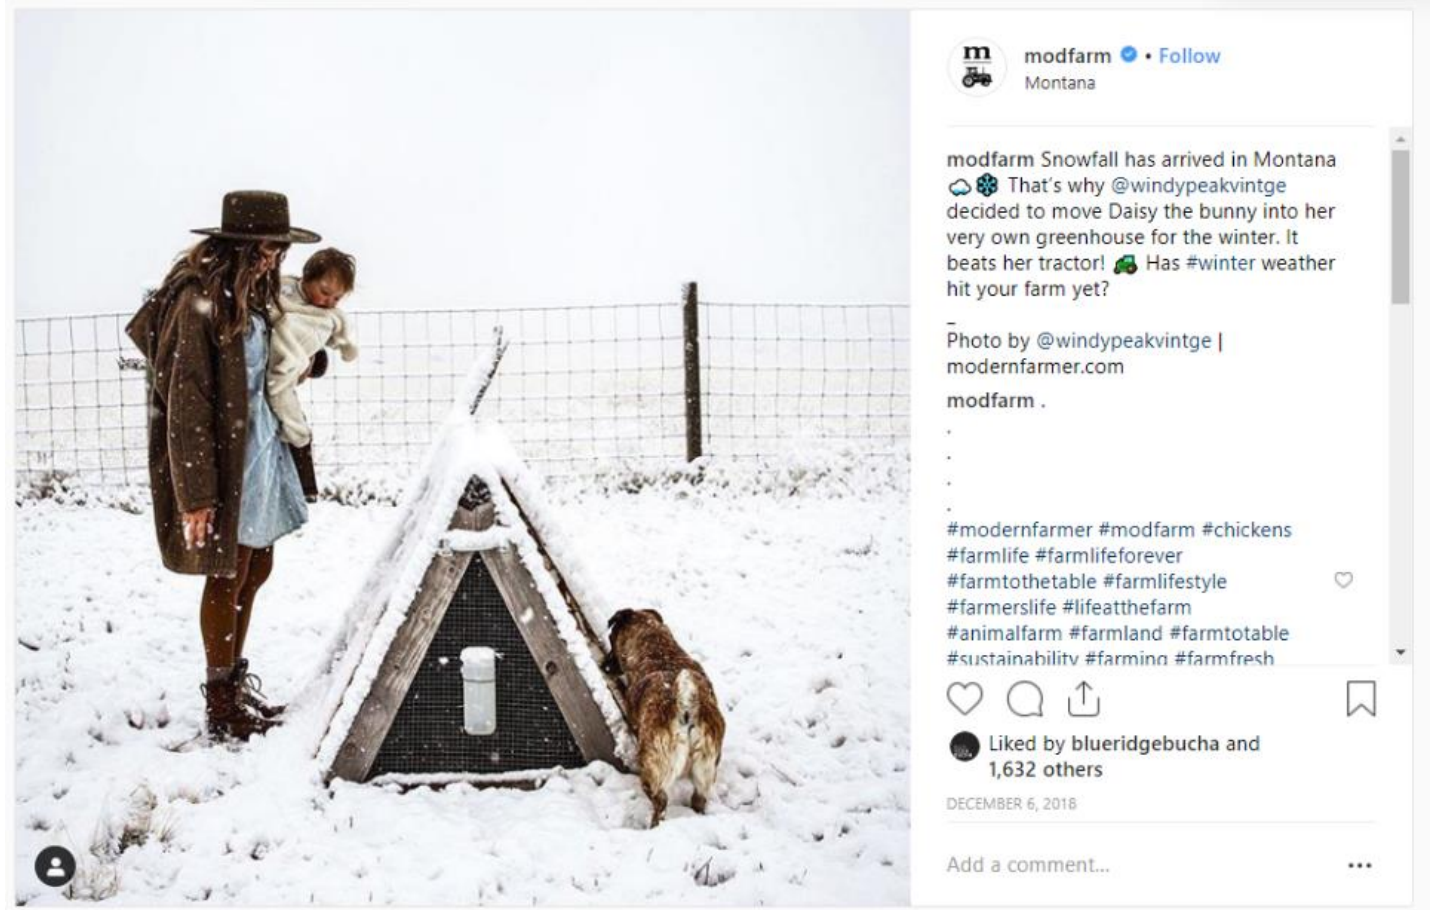 m
modfarm • Follow
Montana
modfarm Snowfall has arrived in Montana
🌨️❄️ That's why @windypeakvintge
decided to move Daisy the bunny into her
very own greenhouse for the winter. It
beats her tractor! 🚜 Has #winter weather
hit your farm yet?
_
Photo by @windypeakvintge |
modernfarmer.com
modfarm .
.
.
.
.
#modernfarmer #modfarm #chickens
#farmlife #farmlifeforever
#farmtothetable #farmlifestyle
#farmerslife #lifeatthefarm
#animalfarm #farmland #farmtotable
#sustainability #farming #farmfresh
Liked by blueridgebucha and
1,632 others
DECEMBER 6, 2018
Add a comment...